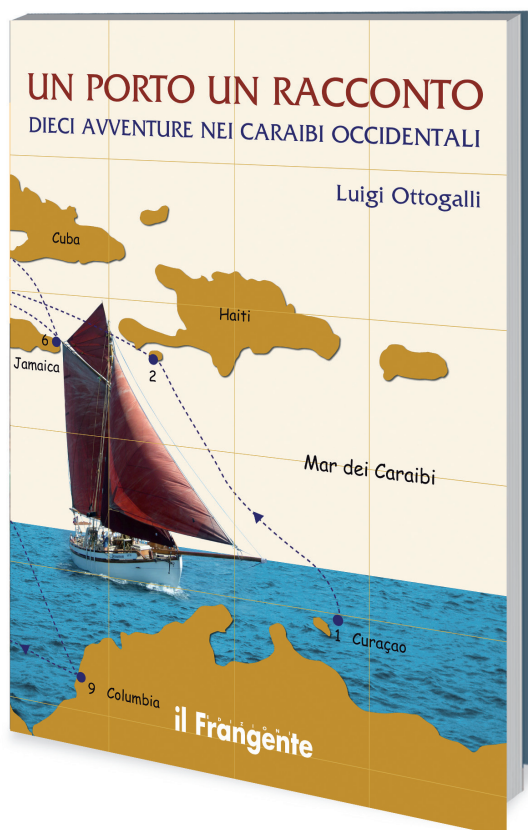 UN PORTO UN RACCONTO
DIECI AVVENTURE NEI CARAIBI OCCIDENTALI
Luigi Ottogalli
Cuba
Haiti
6
Jamaica
2
Mar dei Caraibi
1 Curaçao
9 Columbia
EDIZIONI
il Frangente